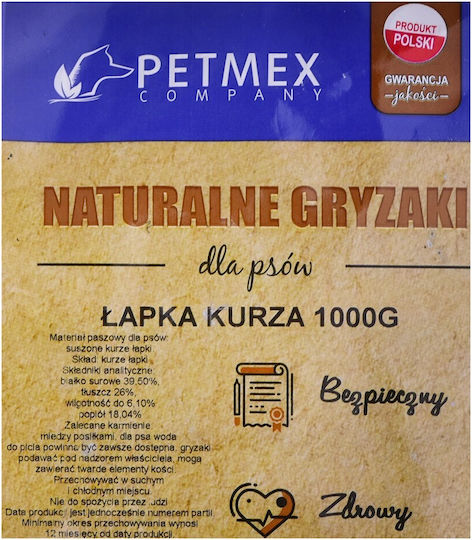 PETMEX
COMPANY
PRODUKT
POLSKI
GWARANCJA
jakości
NATURALNE GRYZAKI
dla psów
ŁAPKA KURZA 1000G
Materiał paszowy dla psów:
suszone kurze łapki.
Skład: kurze łapki.
Składniki analityczne:
białko surowe 39,50%,
tłuszcz 26%,
wilgotność do 6,10%
popiół 18,04%
Zalecane karmienie:
między posiłkami, dla psa woda
do picia powinna być zawsze dostępna, gryzaki
podawać pod nadzorem właściciela, mogą
zawierać twarde elementy kości.
Przechowywać w suchym
i chłodnym miejscu.
Nie do spożycia przez ludzi
Data produkcji jest jednocześnie numerem partii.
Minimalny okres przechowywania wynosi
12 miesięcy od daty produkcji.
Bezpieczny
Zdrowy